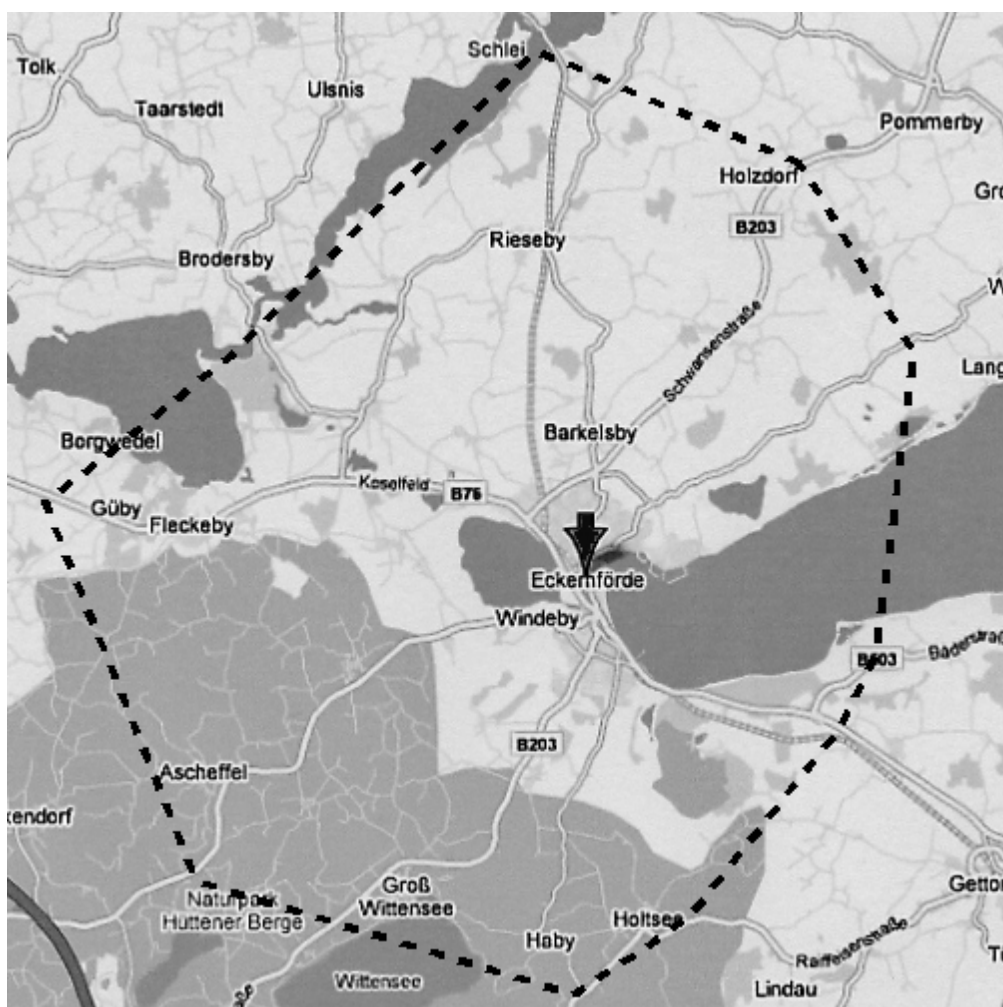 Schlei
Tolk
Ulsnis
Taarstedt
Pommerby
Holzdorf
B203
Rieseby
Brodersby
Schwansenstraße
Lang
Barkelsby
Borgwedel
Koselfeld
B76
Güby
Fleckeby
Eckernförde
Windeby
B503
Bäderstraß
B203
Ascheffel
kendorf
Groß
Wittensee
Naturpark
Hüttener Berge
Holtsee
Haby
Gettor
Raiffeisenstraße
Wittensee
Lindau